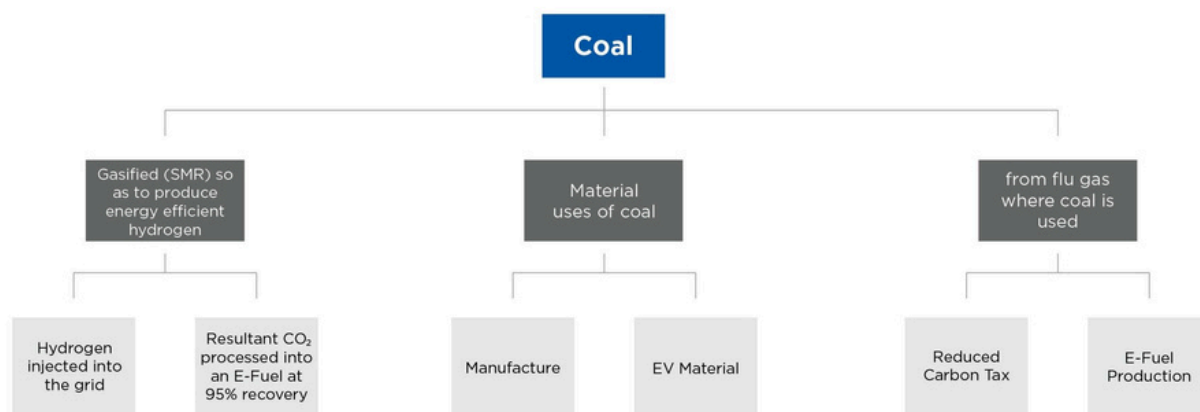 Coal
Gasified (SMR) so
as to produce
energy efficient
hydrogen
Material
uses of coal
from flu gas
where coal is
used
Hydrogen
injected into
the grid
Resultant CO₂
processed into
an E-Fuel at
95% recovery
Manufacture
EV Material
Reduced
Carbon Tax
E-Fuel
Production